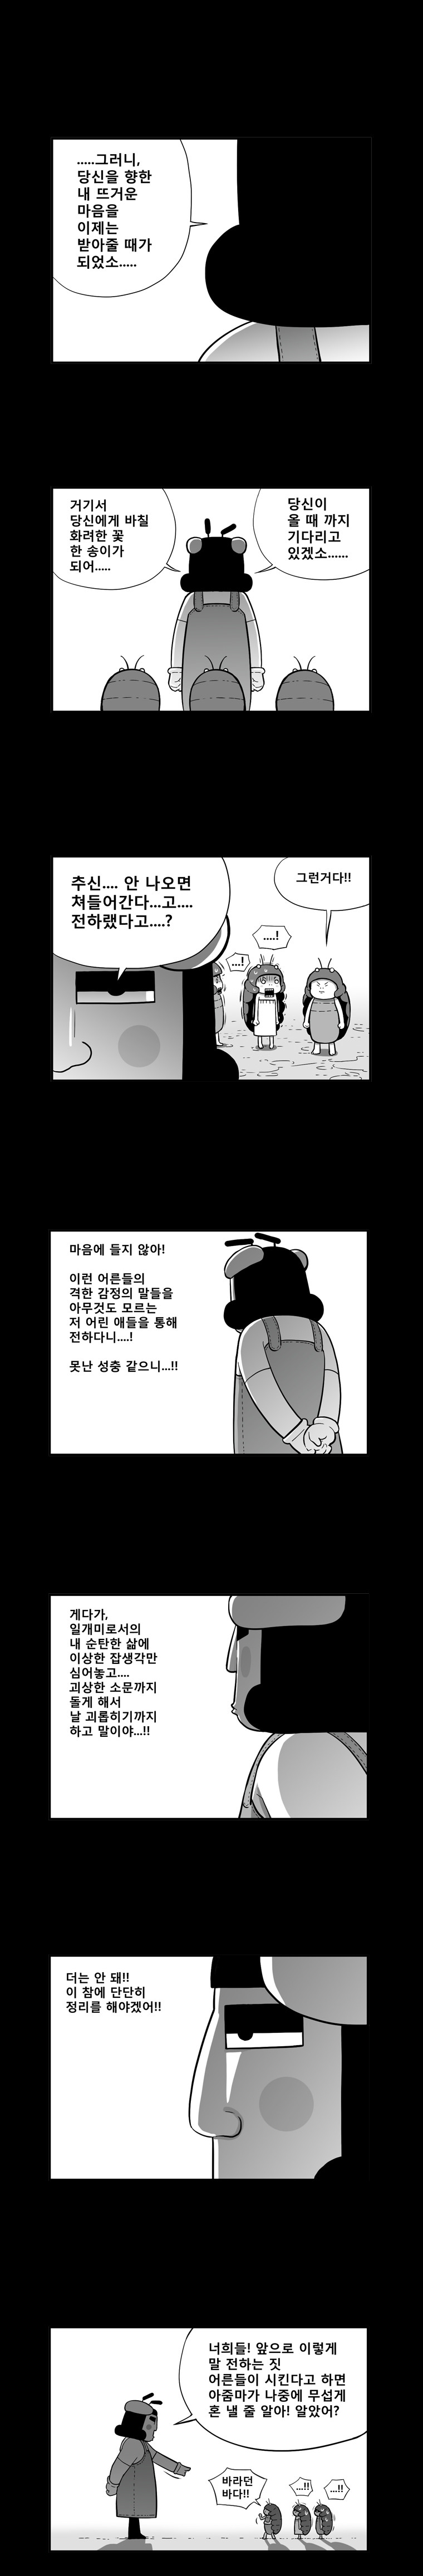 .....그러니,
당신을 향한
내 뜨거운
마음을
이제는
받아줄 때가
되었소.....
거기서
당신에게 바칠
화려한 꽃
한 송이가
되어.....
당신이
올 때 까지
기다리고
있겠소......
추신.... 안 나오면
쳐들어간다...고....
전하랬다고....?
...!
....!
그런거다!!
마음에 들지 않아!
이런 어른들의
격한 감정의 말들을
아무것도 모르는
저 어린 애들을 통해
전하다니....!
못난 성충 같으니...!!
게다가,
일개미로서의
내 순탄한 삶에
이상한 잡생각만
심어놓고....
괴상한 소문까지
돌게 해서
날 괴롭히기까지
하고 말이야...!!
더는 안 돼!!
이 참에 단단히
정리를 해야겠어!!
너희들! 앞으로 이렇게
말 전하는 짓
어른들이 시킨다고 하면
아줌마가 나중에 무섭게
혼 낼 줄 알아! 알았어?
바라던
바다!!
...!!
...!!